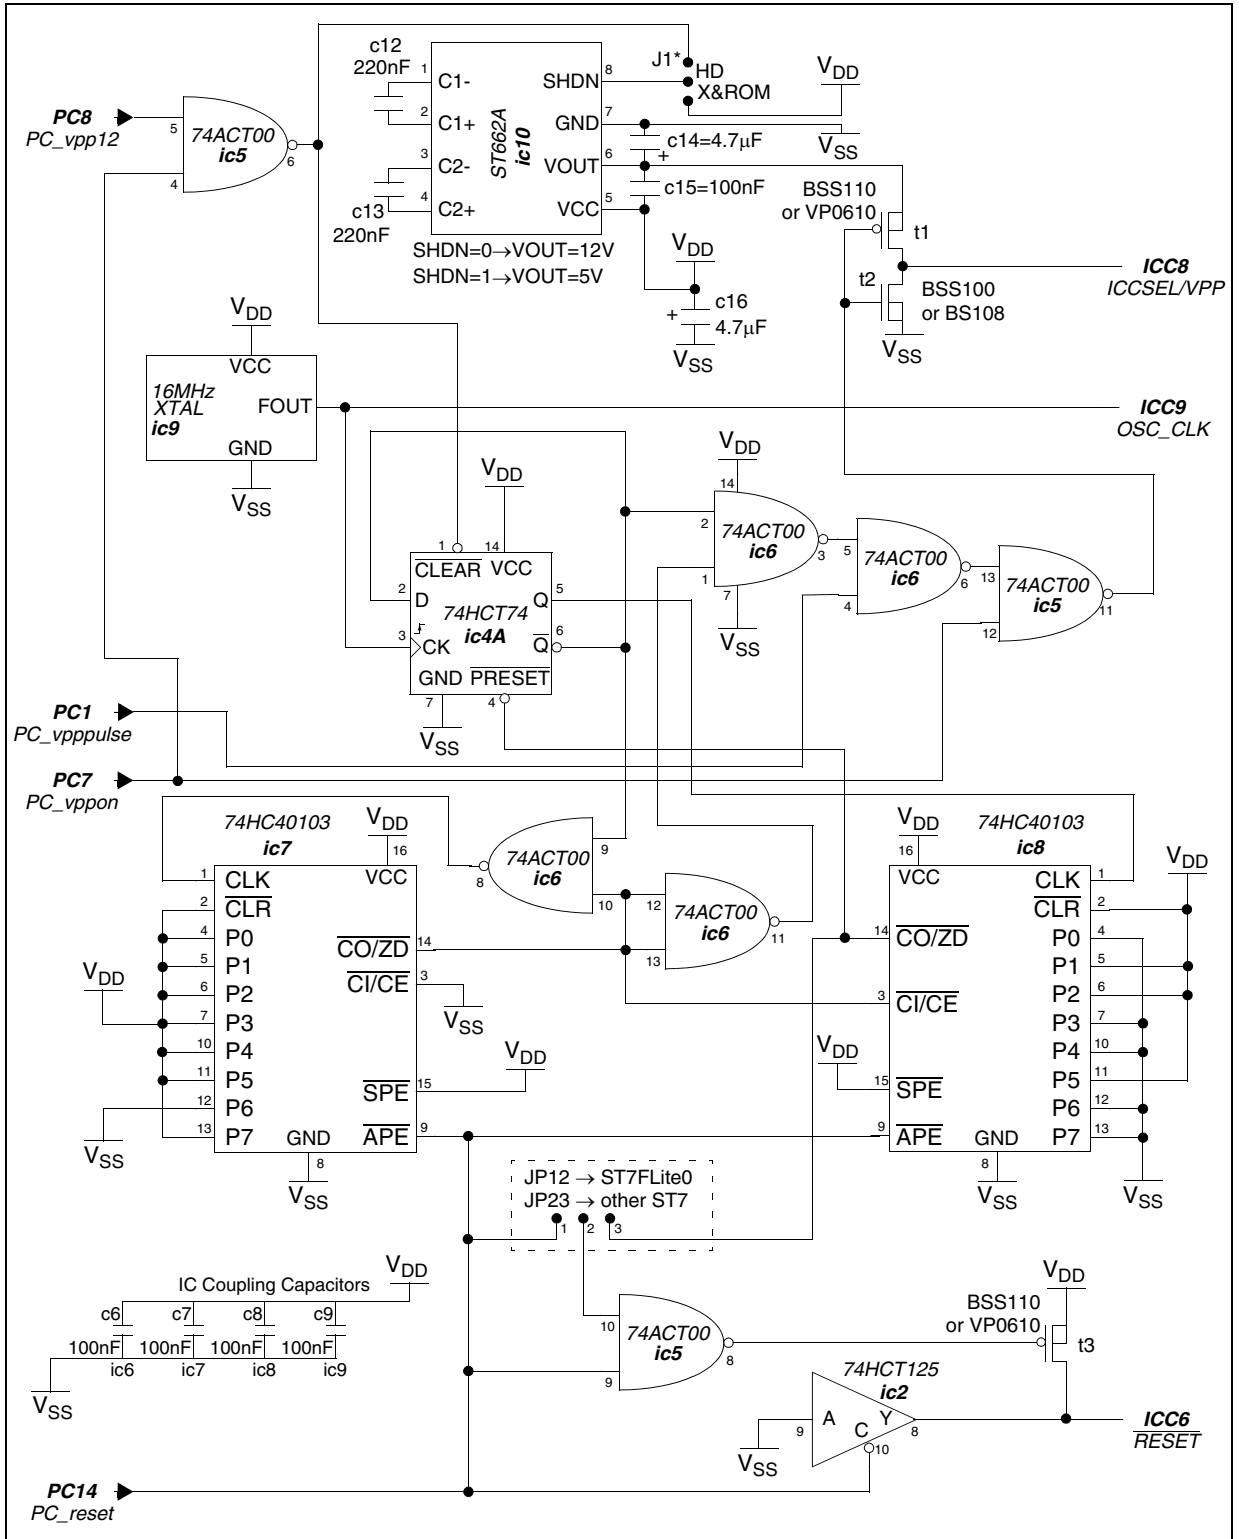 c12
220nF
1
C1-
2
C1+
3
C2-
4
C2+
c13
220nF
ST662A
ic10
SHDN
8
GND
7
VOUT
6
VCC
5
SHDN=0→VOUT=12V
SHDN=1→VOUT=5V
J1*
HD
X&ROM
VDD
VSS
c14=4.7µF
+
c15=100nF
VDD
+
c16
4.7µF
VSS
BSS110
or VP0610
t1
t2
BSS100
or BS108
VSS
ICC8
ICCSEL/VPP
PC8
PC_vpp12
5
4
74ACT00
ic5
6
VDD
VCC
16MHz
XTAL
ic9
FOUT
GND
VSS
ICC9
OSC_CLK
VDD
1
14
CLEAR
VCC
2
D
Q
5
74HCT74
ic4A
3
CK
Q
6
GND
PRESET
7
4
VSS
VDD
14
2
1
74ACT00
ic6
3
7
VSS
5
4
74ACT00
ic6
6
13
12
74ACT00
ic5
11
PC1
PC_vpppulse
PC7
PC_vppon
74HC40103
ic7
VDD
16
VCC
1
CLK
2
CLR
4
P0
5
P1
6
P2
7
P3
10
P4
11
P5
12
P6
13
P7
VDD
VSS
CO/ZD
14
CI/CE
3
VSS
SPE
15
VDD
APE
9
GND
8
VSS
74ACT00
ic6
9
10
8
12
13
74ACT00
ic6
11
74HC40103
ic8
VDD
16
VCC
14
CO/ZD
3
CI/CE
VDD
15
SPE
9
APE
GND
8
VSS
CLK
1
CLR
2
P0
4
P1
5
P2
6
P3
7
P4
10
P5
11
P6
12
P7
13
VDD
VSS
JP12 → ST7FLite0
JP23 → other ST7
1
2
3
IC Coupling Capacitors
VDD
c6
c7
c8
c9
100nF
100nF
100nF
100nF
ic6
ic7
ic8
ic9
VSS
10
9
74ACT00
ic5
8
VDD
BSS110
or VP0610
t3
74HCT125
ic2
A
Y
C
9
8
10
VSS
ICC6
RESET
PC14
PC_reset